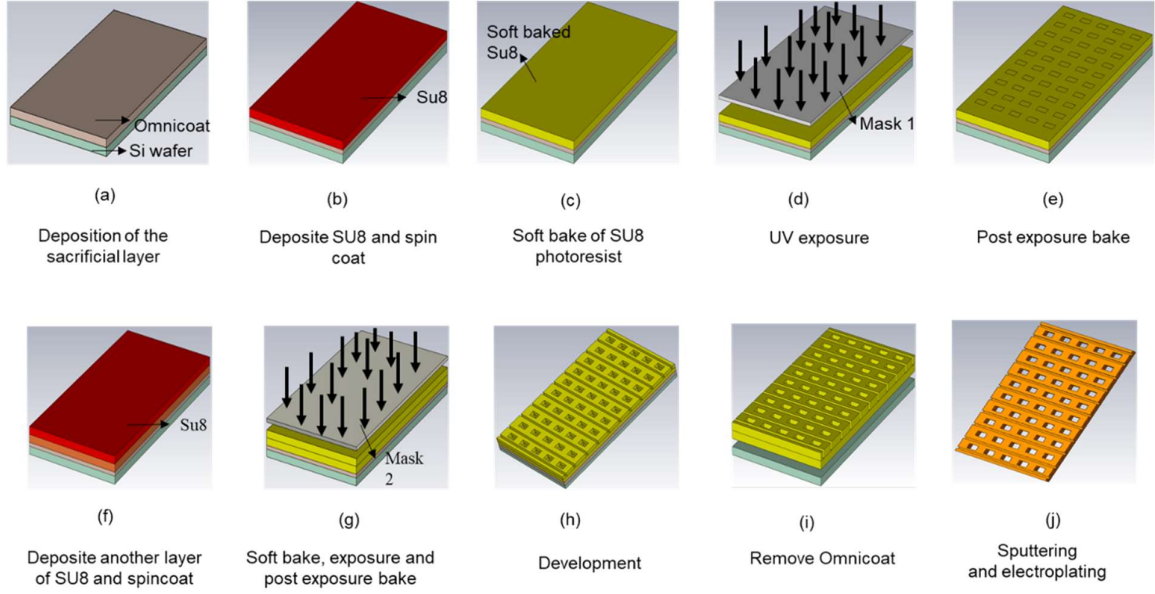 Omnicoat
Si wafer
(a)
Deposition of the
sacrificial layer
Su8
(b)
Deposite SU8 and spin
coat
Soft baked
Su8
(c)
Soft bake of SU8
photoresist
Mask 1
(d)
UV exposure
(e)
Post exposure bake
Su8
(f)
Deposite another layer
of SU8 and spincoat
Mask
2
(g)
Soft bake, exposure and
post exposure bake
(h)
Development
(i)
Remove Omnicoat
(j)
Sputtering
and electroplating